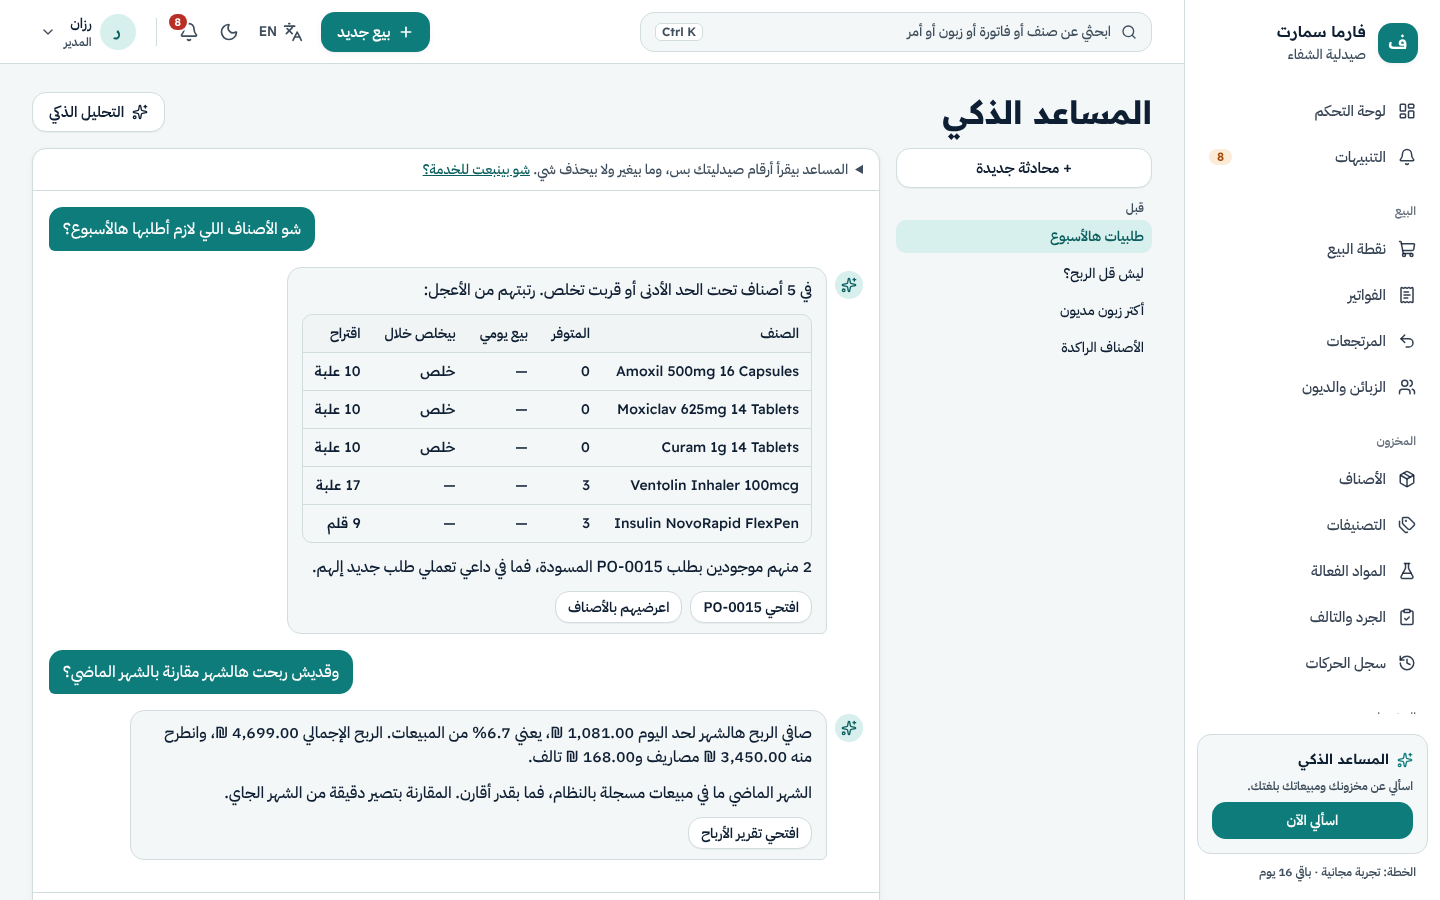 ف
فارما سمارت
صيدلية الشفاء
لوحة التحكم
التنبيهات
8
البيع
نقطة البيع
الفواتير
المرتجعات
الزبائن والديون
المخزون
الأصناف
التصنيفات
المواد الفعالة
الجرد والتالف
سجل الحركات
المساعد الذكي
اسألي عن مخزونك ومبيعاتك بلغتك.
اسألي الآن
الخطة: تجربة مجانية · باقي 16 يوم
ابحثي عن صنف أو فاتورة أو زبون أو أمر
Ctrl K
+ بيع جديد
EN
8
ر
رزان
المدير
المساعد الذكي
التحليل الذكي
+ محادثة جديدة
قبل
طلبيات هالأسبوع
ليش قل الربح؟
أكتر زبون مديون
الأصناف الراكدة
المساعد بيقرأ أرقام صيدليتك بس، وما بيغير ولا بيحذف شي. شو بينبعت للخدمة؟
شو الأصناف اللي لازم أطلبها هالأسبوع؟
في 5 أصناف تحت الحد الأدنى أو قربت تخلص. رتبتهم من الأعجل:
الصنف المتوفر بيع يومي بيخلص خلال اقتراح
Amoxil 500mg 16 Capsules 0 — خلص 10 علبة
Moxiclav 625mg 14 Tablets 0 — خلص 10 علبة
Curam 1g 14 Tablets 0 — خلص 10 علبة
Ventolin Inhaler 100mcg 3 — — 17 علبة
Insulin NovoRapid FlexPen 3 — — 9 قلم
2 منهم موجودين بطلب PO-0015 المسودة، فما في داعي تعملي طلب جديد إلهم.
افتحي PO-0015
اعرضيهم بالأصناف
وقديش ربحت هالشهر مقارنة بالشهر الماضي؟
صافي الربح هالشهر لحد اليوم 1,081.00 ₪، يعني 6.7% من المبيعات. الربح الإجمالي 4,699.00 ₪، وانطرح
منه 3,450.00 ₪ مصاريف و168.00 ₪ تالف.
الشهر الماضي ما في مبيعات مسجلة بالنظام، فما بقدر أقارن. المقارنة بتصير دقيقة من الشهر الجاي.
افتحي تقرير الأرباح